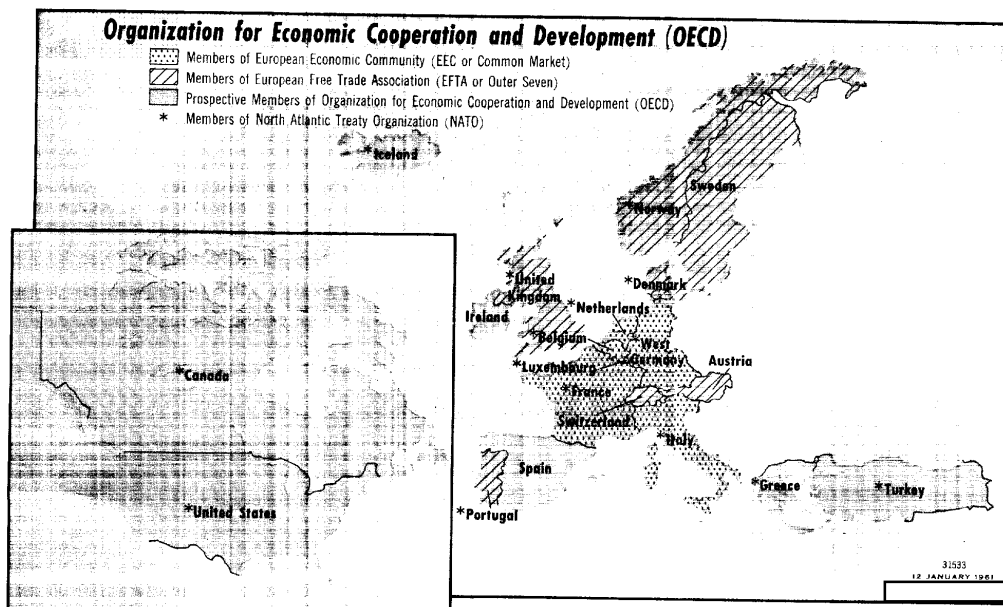 Organization for Economic Cooperation and Development (OECD)
Members of European Economic Community (EEC or Common Market)
Members of European Free Trade Association (EFTA or Outer Seven)
Prospective Members of Organization for Economic Cooperation and Development (OECD)
* Members of North Atlantic Treaty Organization (NATO)
*Iceland
Sweden
*Norway
*United
Kingdom
*Denmark
*Netherlands
Ireland
*Belgium
*West
Germany
Austria
*Luxembourg
*Canada
*France
Switzerland
*Italy
Spain
*Greece
*Turkey
*United States
*Portugal
31533
12 JANUARY 1961